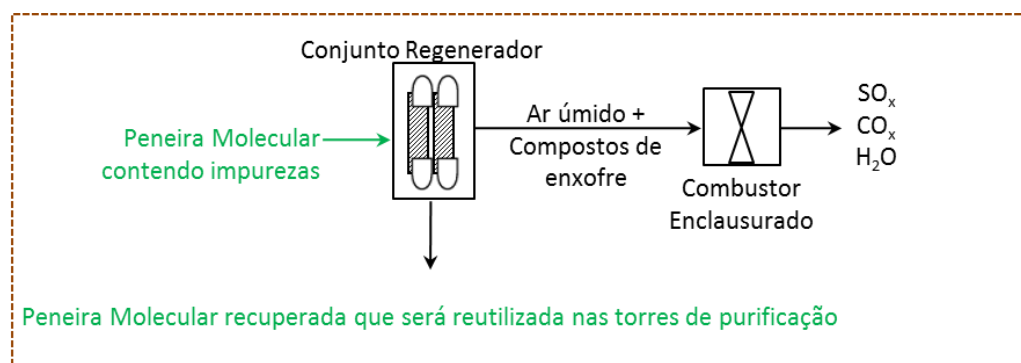 Conjunto Regenerador
Peneira Molecular
contendo impurezas
Ar úmido +
Compostos de
enxofre
Combustor
Enclausurado
SOₓ
COₓ
H₂O
Peneira Molecular recuperada que será reutilizada nas torres de purificação